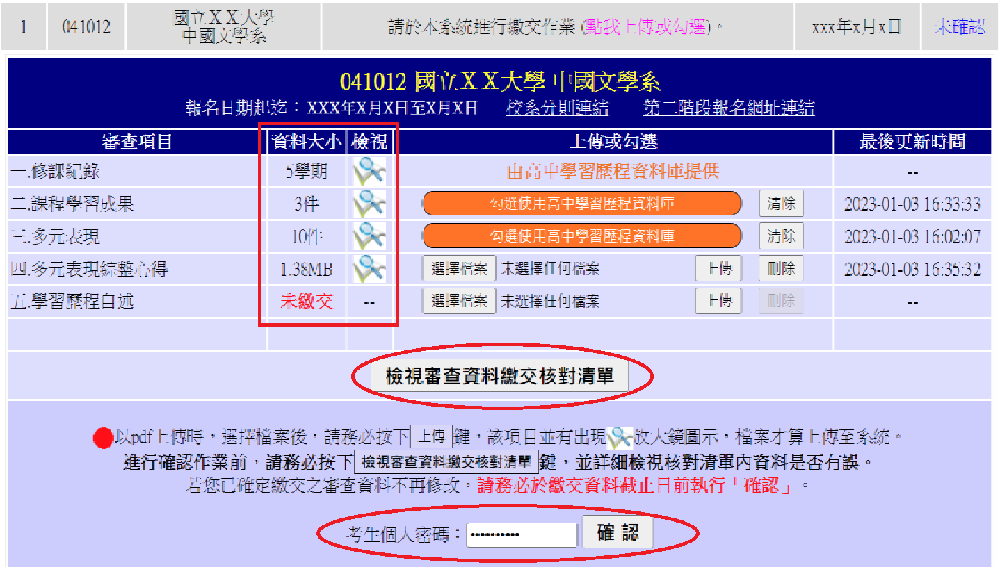 1 041012 國立ＸＸ大學 請於本系統進行繳交作業 (點我上傳或勾選)。 xxx年x月x日 未確認
中國文學系
041012 國立ＸＸ大學 中國文學系
報名日期起迄：XXX年X月X日至X月X日 校系分則連結 第二階段報名網址連結
審查項目 資料大小 檢視 上傳或勾選 最後更新時間
一.修課紀錄 5學期 由高中學習歷程資料庫提供 --
二.課程學習成果 3件 勾選使用高中學習歷程資料庫 清除 2023-01-03 16:33:33
三.多元表現 10件 勾選使用高中學習歷程資料庫 清除 2023-01-03 16:02:07
四.多元表現綜整心得 1.38MB 選擇檔案 未選擇任何檔案 上傳 刪除 2023-01-03 16:35:32
五.學習歷程自述 未繳交 -- 選擇檔案 未選擇任何檔案 上傳 刪除 --
檢視審查資料繳交核對清單
以pdf上傳時，選擇檔案後，請務必按下 上傳 鍵，該項目並有出現放大鏡圖示，檔案才算上傳至系統。
進行確認作業前，請務必按下 檢視審查資料繳交核對清單 鍵，並詳細檢視核對清單內資料是否有誤。
若您已確定繳交之審查資料不再修改，請務必於繳交資料截止日前執行「確認」。
考生個人密碼：•••••••••• 確 認